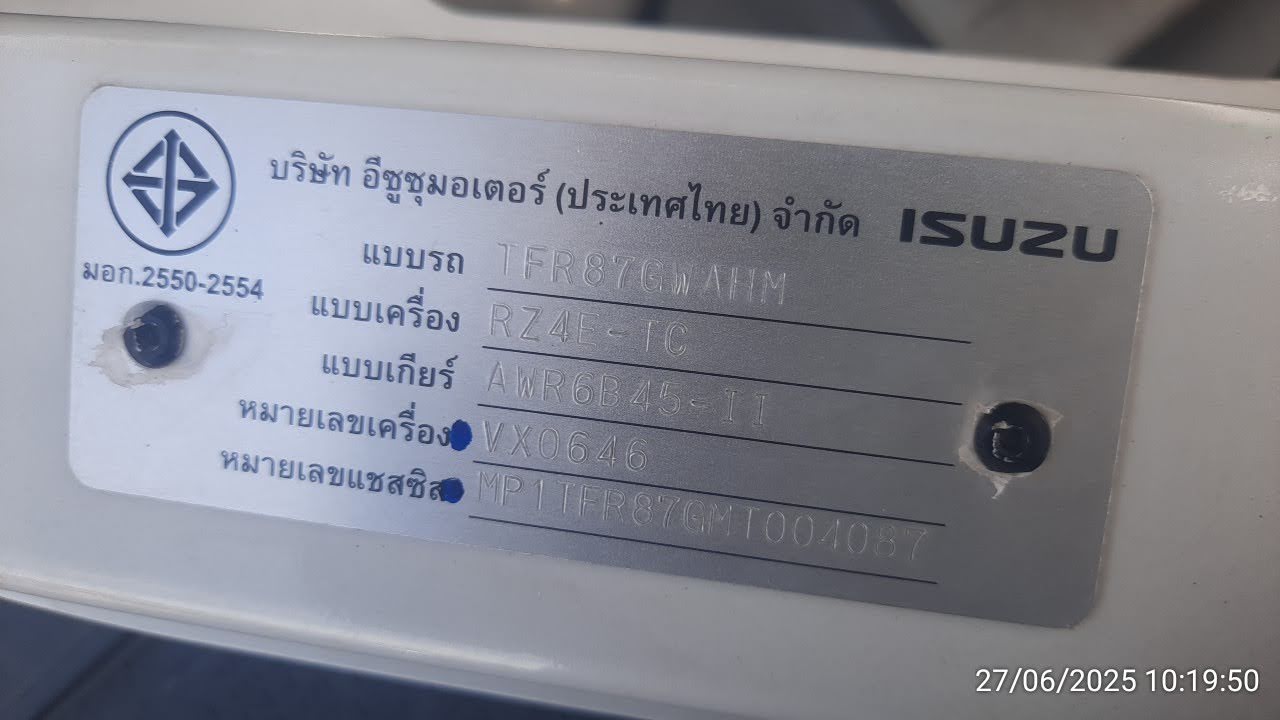 บริษัท อีซูซุมอเตอร์ (ประเทศไทย) จำกัด ISUZU
มอก.2550-2554
แบบรถ TFR87GWAHM
แบบเครื่อง RZ4E-TC
แบบเกียร์ AWR6B45-II
หมายเลขเครื่อง VX0646
หมายเลขแชสซิส MP1TFR87GMT004087
27/06/2025 10:19:50